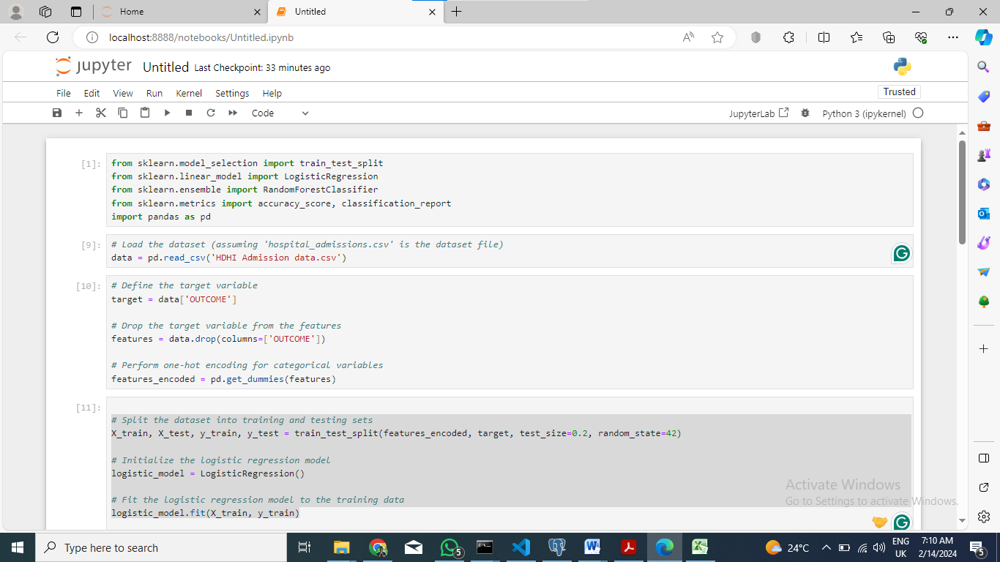 Home
Untitled
localhost:8888/notebooks/Untitled.ipynb
jupyter Untitled Last Checkpoint: 33 minutes ago
File Edit View Run Kernel Settings Help
Trusted
Code
JupyterLab
Python 3 (ipykernel)
[1]:
from sklearn.model_selection import train_test_split
from sklearn.linear_model import LogisticRegression
from sklearn.ensemble import RandomForestClassifier
from sklearn.metrics import accuracy_score, classification_report
import pandas as pd
[9]:
# Load the dataset (assuming 'hospital_admissions.csv' is the dataset file)
data = pd.read_csv('HDHI Admission data.csv')
[10]:
# Define the target variable
target = data['OUTCOME']
# Drop the target variable from the features
features = data.drop(columns=['OUTCOME'])
# Perform one-hot encoding for categorical variables
features_encoded = pd.get_dummies(features)
[11]:
# Split the dataset into training and testing sets
X_train, X_test, y_train, y_test = train_test_split(features_encoded, target, test_size=0.2, random_state=42)
# Initialize the logistic regression model
logistic_model = LogisticRegression()
# Fit the logistic regression model to the training data
logistic_model.fit(X_train, y_train)
Activate Windows
Go to Settings to activate Windows.
Type here to search
5
24°C
ENG
UK
7:10 AM
2/14/2024
5